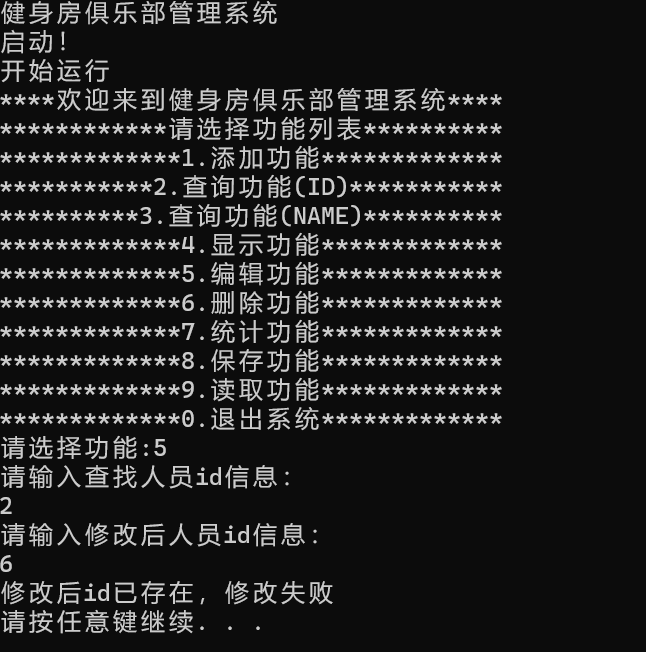 健身房俱乐部管理系统
启动!
开始运行
****欢迎来到健身房俱乐部管理系统****
************请选择功能列表**********
*************1.添加功能*************
***********2.查询功能(ID)***********
**********3.查询功能(NAME)**********
*************4.显示功能*************
*************5.编辑功能*************
*************6.删除功能*************
*************7.统计功能*************
*************8.保存功能*************
*************9.读取功能*************
*************0.退出系统*************
请选择功能:5
请输入查找人员id信息:
2
请输入修改后人员id信息:
6
修改后id已存在, 修改失败
请按任意键继续. . .